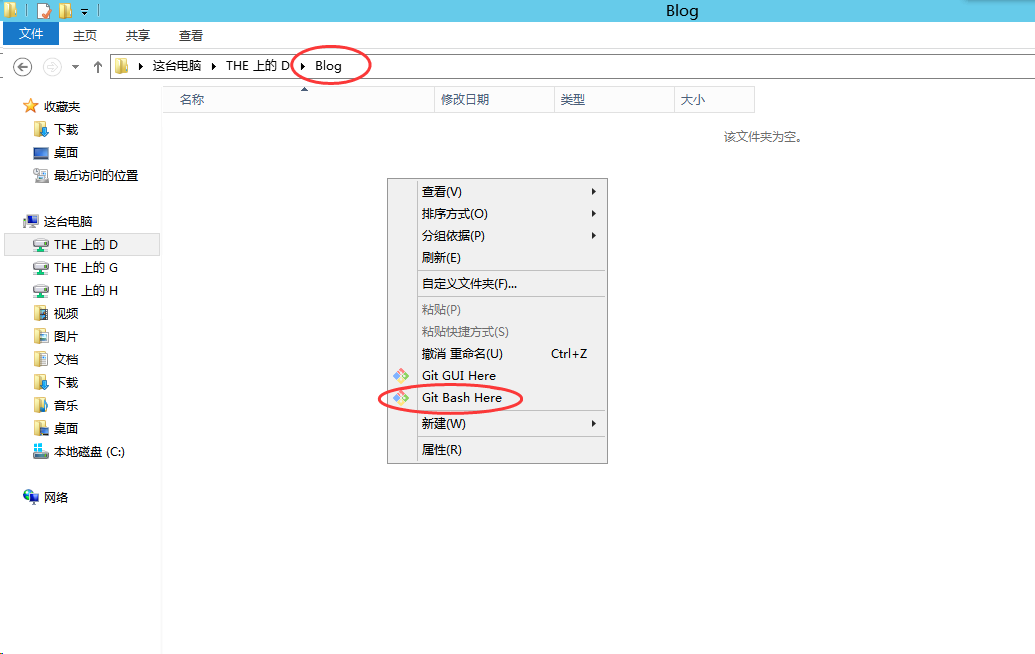 Blog
文件 主页 共享 查看
这台电脑 THE 上的 D Blog
名称 修改日期 类型 大小
该文件夹为空。
收藏夹
下载
桌面
最近访问的位置
这台电脑
THE 上的 D
THE 上的 G
THE 上的 H
视频
图片
文档
下载
音乐
桌面
本地磁盘 (C:)
网络
查看(V)
排序方式(O)
分组依据(P)
刷新(E)
自定义文件夹(F)...
粘贴(P)
粘贴快捷方式(S)
撤消 重命名(U) Ctrl+Z
Git GUI Here
Git Bash Here
新建(W)
属性(R)